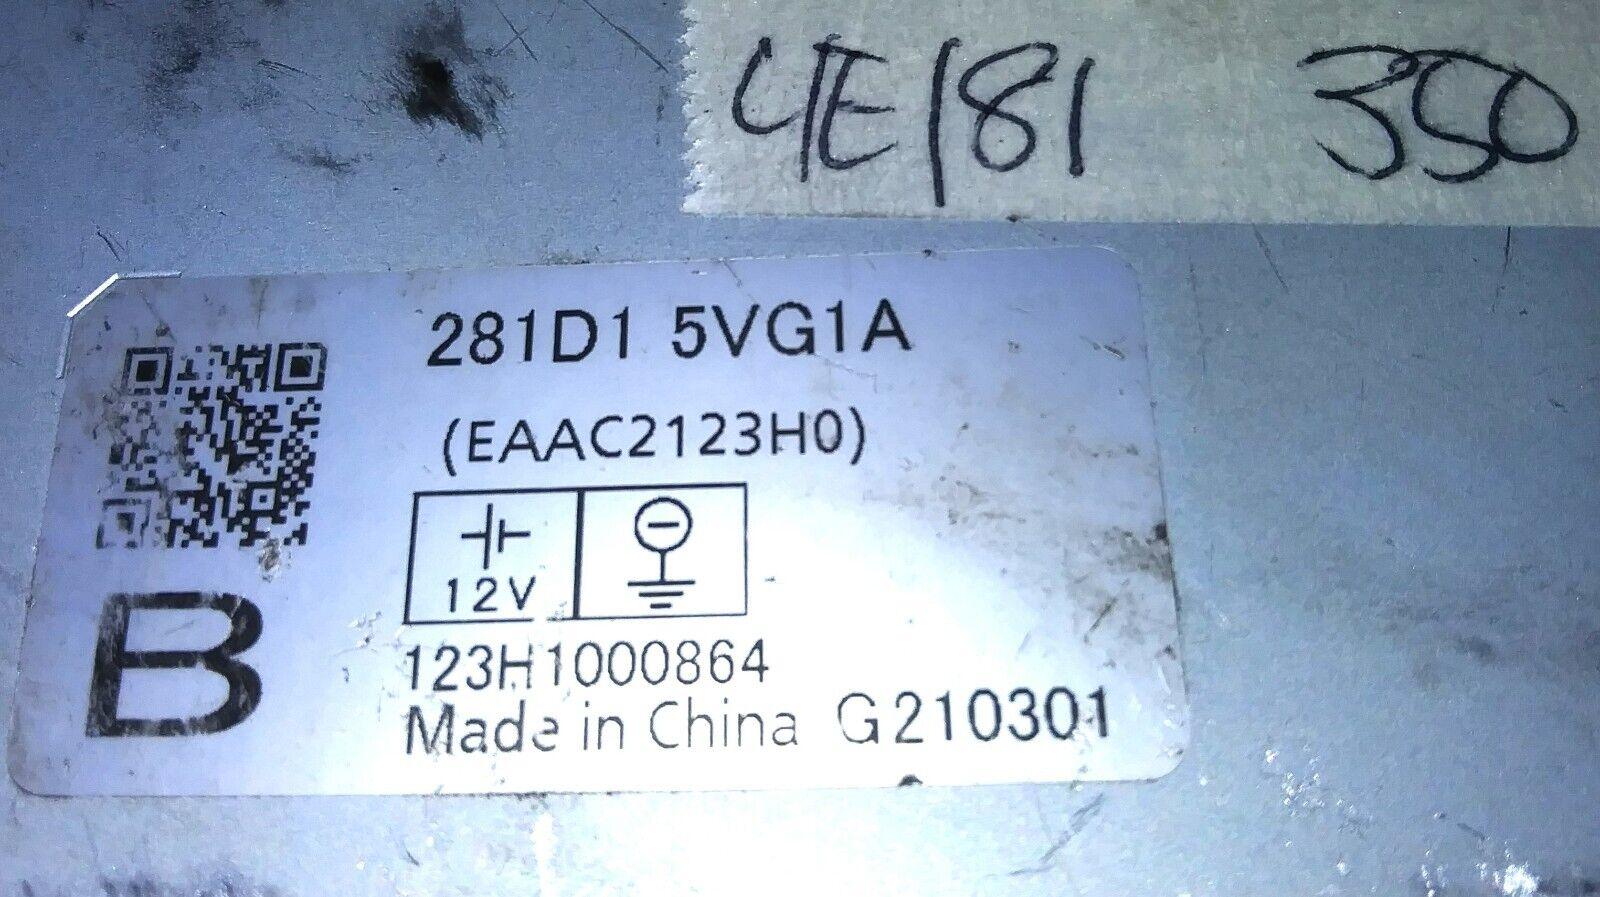 4E181 350
281D1 5VG1A
(EAAC2123H0)
12V
B
123H1000864
Made in China G210301